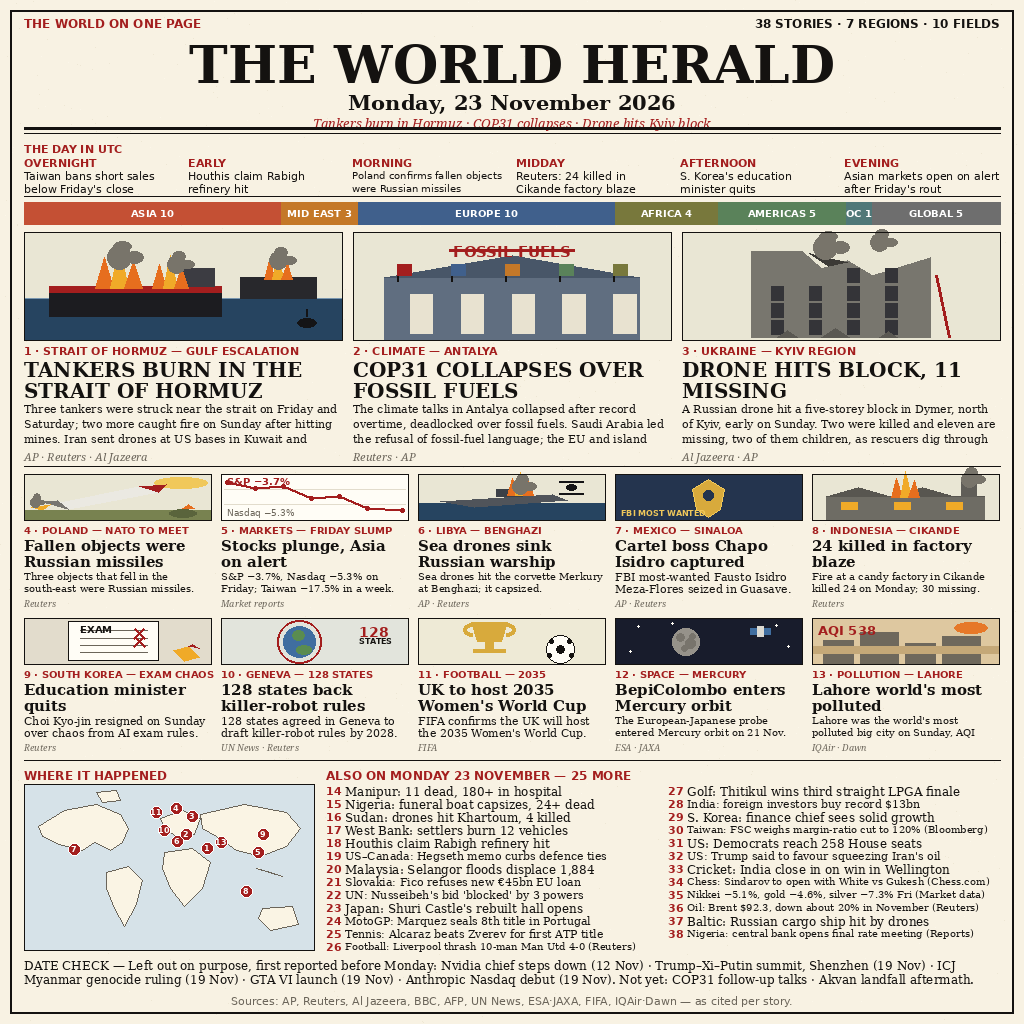 THE WORLD ON ONE PAGE
38 STORIES · 7 REGIONS · 10 FIELDS
THE WORLD HERALD
Monday, 23 November 2026
Tankers burn in Hormuz · COP31 collapses · Drone hits Kyiv block
THE DAY IN UTC
OVERNIGHT
Taiwan bans short sales
below Friday's close
EARLY
Houthis claim Rabigh
refinery hit
MORNING
Poland confirms fallen objects
were Russian missiles
MIDDAY
Reuters: 24 killed in
Cikande factory blaze
AFTERNOON
S. Korea's education
minister quits
EVENING
Asian markets open on alert
after Friday's rout
ASIA 10
MID EAST 3
EUROPE 10
AFRICA 4
AMERICAS 5
OC 1
GLOBAL 5
1 · STRAIT OF HORMUZ — GULF ESCALATION
TANKERS BURN IN THE
STRAIT OF HORMUZ
Three tankers were struck near the strait on Friday and
Saturday; two more caught fire on Sunday after hitting
mines. Iran sent drones at US bases in Kuwait and
AP · Reuters · Al Jazeera
FOSSIL FUELS
2 · CLIMATE — ANTALYA
COP31 COLLAPSES OVER
FOSSIL FUELS
The climate talks in Antalya collapsed after record
overtime, deadlocked over fossil fuels. Saudi Arabia led
the refusal of fossil-fuel language; the EU and island
Reuters · AP
3 · UKRAINE — KYIV REGION
DRONE HITS BLOCK, 11
MISSING
A Russian drone hit a five-storey block in Dymer, north
of Kyiv, early on Sunday. Two were killed and eleven are
missing, two of them children, as rescuers dig through
Al Jazeera · AP
4 · POLAND — NATO TO MEET
Fallen objects were
Russian missiles
Three objects that fell in the
south-east were Russian missiles.
Reuters
S&P −3.7%
Nasdaq −5.3%
5 · MARKETS — FRIDAY SLUMP
Stocks plunge, Asia
on alert
S&P −3.7%, Nasdaq −5.3% on
Friday; Taiwan −17.5% in a week.
Market reports
6 · LIBYA — BENGHAZI
Sea drones sink
Russian warship
Sea drones hit the corvette Merkury
at Benghazi; it capsized.
AP · Reuters
FBI MOST WANTED
7 · MEXICO — SINALOA
Cartel boss Chapo
Isidro captured
FBI most-wanted Fausto Isidro
Meza-Flores seized in Guasave.
AP · Reuters
8 · INDONESIA — CIKANDE
24 killed in factory
blaze
Fire at a candy factory in Cikande
killed 24 on Monday; 30 missing.
Reuters
EXAM
9 · SOUTH KOREA — EXAM CHAOS
Education minister
quits
Choi Kyo-jin resigned on Sunday
over chaos from AI exam rules.
Reuters
128
STATES
10 · GENEVA — 128 STATES
128 states back
killer-robot rules
128 states agreed in Geneva to
draft killer-robot rules by 2028.
UN News · Reuters
11 · FOOTBALL — 2035
UK to host 2035
Women's World Cup
FIFA confirms the UK will host
the 2035 Women's World Cup.
FIFA
12 · SPACE — MERCURY
BepiColombo enters
Mercury orbit
The European-Japanese probe
entered Mercury orbit on 21 Nov.
ESA · JAXA
AQI 538
13 · POLLUTION — LAHORE
Lahore world's most
polluted
Lahore was the world's most
polluted big city on Sunday, AQI
IQAir · Dawn
WHERE IT HAPPENED
11
4
3
10
2
6
1
13
9
5
7
8
ALSO ON MONDAY 23 NOVEMBER — 25 MORE
14 Manipur: 11 dead, 180+ in hospital
15 Nigeria: funeral boat capsizes, 24+ dead
16 Sudan: drones hit Khartoum, 4 killed
17 West Bank: settlers burn 12 vehicles
18 Houthis claim Rabigh refinery hit
19 US–Canada: Hegseth memo curbs defence ties
20 Malaysia: Selangor floods displace 1,884
21 Slovakia: Fico refuses new €45bn EU loan
22 UN: Nusseibeh's bid 'blocked' by 3 powers
23 Japan: Shuri Castle's rebuilt hall opens
24 MotoGP: Marquez seals 8th title in Portugal
25 Tennis: Alcaraz beats Zverev for first ATP title
26 Football: Liverpool thrash 10-man Man Utd 4-0 (Reuters)
27 Golf: Thitikul wins third straight LPGA finale
28 India: foreign investors buy record $13bn
29 S. Korea: finance chief sees solid growth
30 Taiwan: FSC weighs margin-ratio cut to 120% (Bloomberg)
31 US: Democrats reach 258 House seats
32 US: Trump said to favour squeezing Iran's oil
33 Cricket: India close in on win in Wellington
34 Chess: Sindarov to open with White vs Gukesh (Chess.com)
35 Nikkei −5.1%, gold −4.6%, silver −7.3% Fri (Market data)
36 Oil: Brent $92.3, down about 20% in November (Reuters)
37 Baltic: Russian cargo ship hit by drones
38 Nigeria: central bank opens final rate meeting (Reports)
DATE CHECK — Left out on purpose, first reported before Monday: Nvidia chief steps down (12 Nov) · Trump–Xi–Putin summit, Shenzhen (19 Nov) · ICJ
Myanmar genocide ruling (19 Nov) · GTA VI launch (19 Nov) · Anthropic Nasdaq debut (19 Nov). Not yet: COP31 follow-up talks · Akvan landfall aftermath.
Sources: AP, Reuters, Al Jazeera, BBC, AFP, UN News, ESA·JAXA, FIFA, IQAir·Dawn — as cited per story.